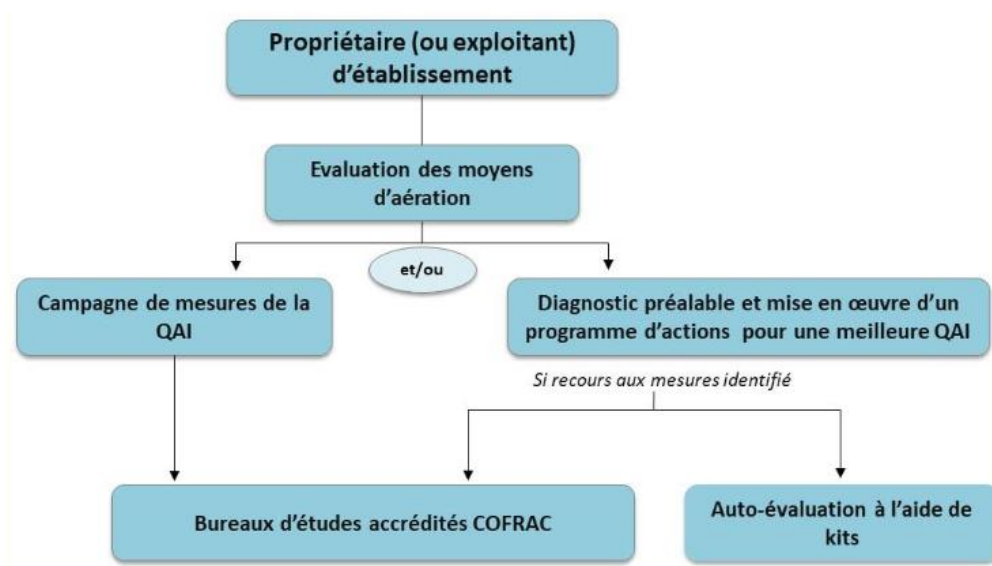 Propriétaire (ou exploitant)
d'établissement
Evaluation des moyens
d'aération
et/ou
Campagne de mesures de la
QAI
Diagnostic préalable et mise en œuvre d'un
programme d'actions pour une meilleure QAI
Si recours aux mesures identifié
Bureaux d'études accrédités COFRAC
Auto-évaluation à l'aide de
kits